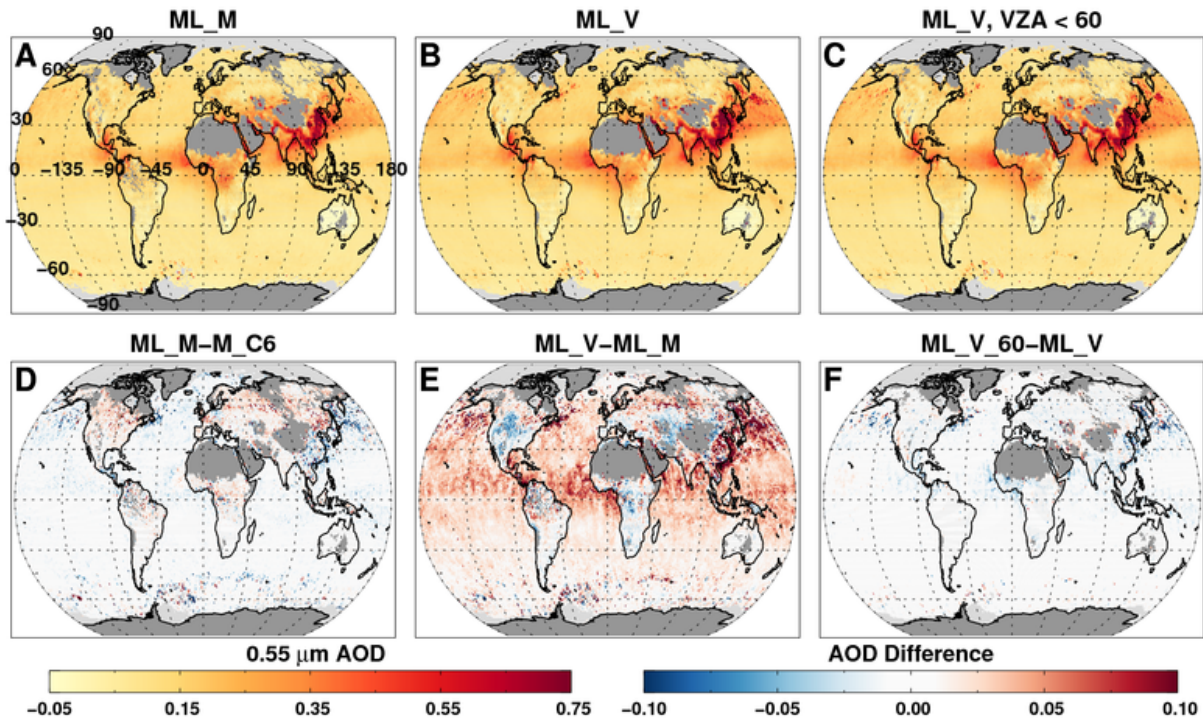 ML_M
ML_V
ML_V, VZA < 60
A
B
C
90
60
30
0 −135 −90 −45 0 45 90 135 180
−30
−60
−90
ML_M−M_C6
ML_V−ML_M
ML_V_60−ML_V
D
E
F
0.55 μm AOD
AOD Difference
−0.05 0.15 0.35 0.55 0.75
−0.10 −0.05 0.00 0.05 0.10